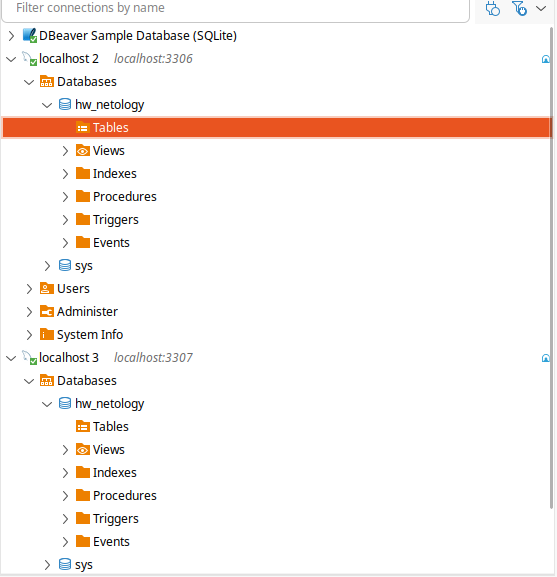 Filter connections by name
DBeaver Sample Database (SQLite)
localhost 2 localhost:3306
Databases
hw_netology
Tables
Views
Indexes
Procedures
Triggers
Events
sys
Users
Administer
System Info
localhost 3 localhost:3307
Databases
hw_netology
Tables
Views
Indexes
Procedures
Triggers
Events
sys